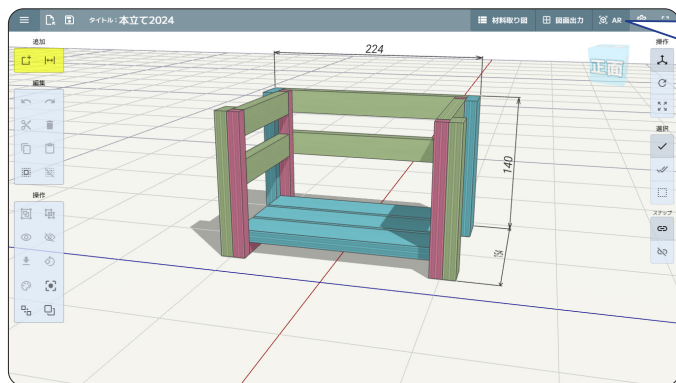 タイトル：本立て2024
材料取り図
図面出力
AR
追加
編集
操作
224
140
正面
操作
選択
スナップ